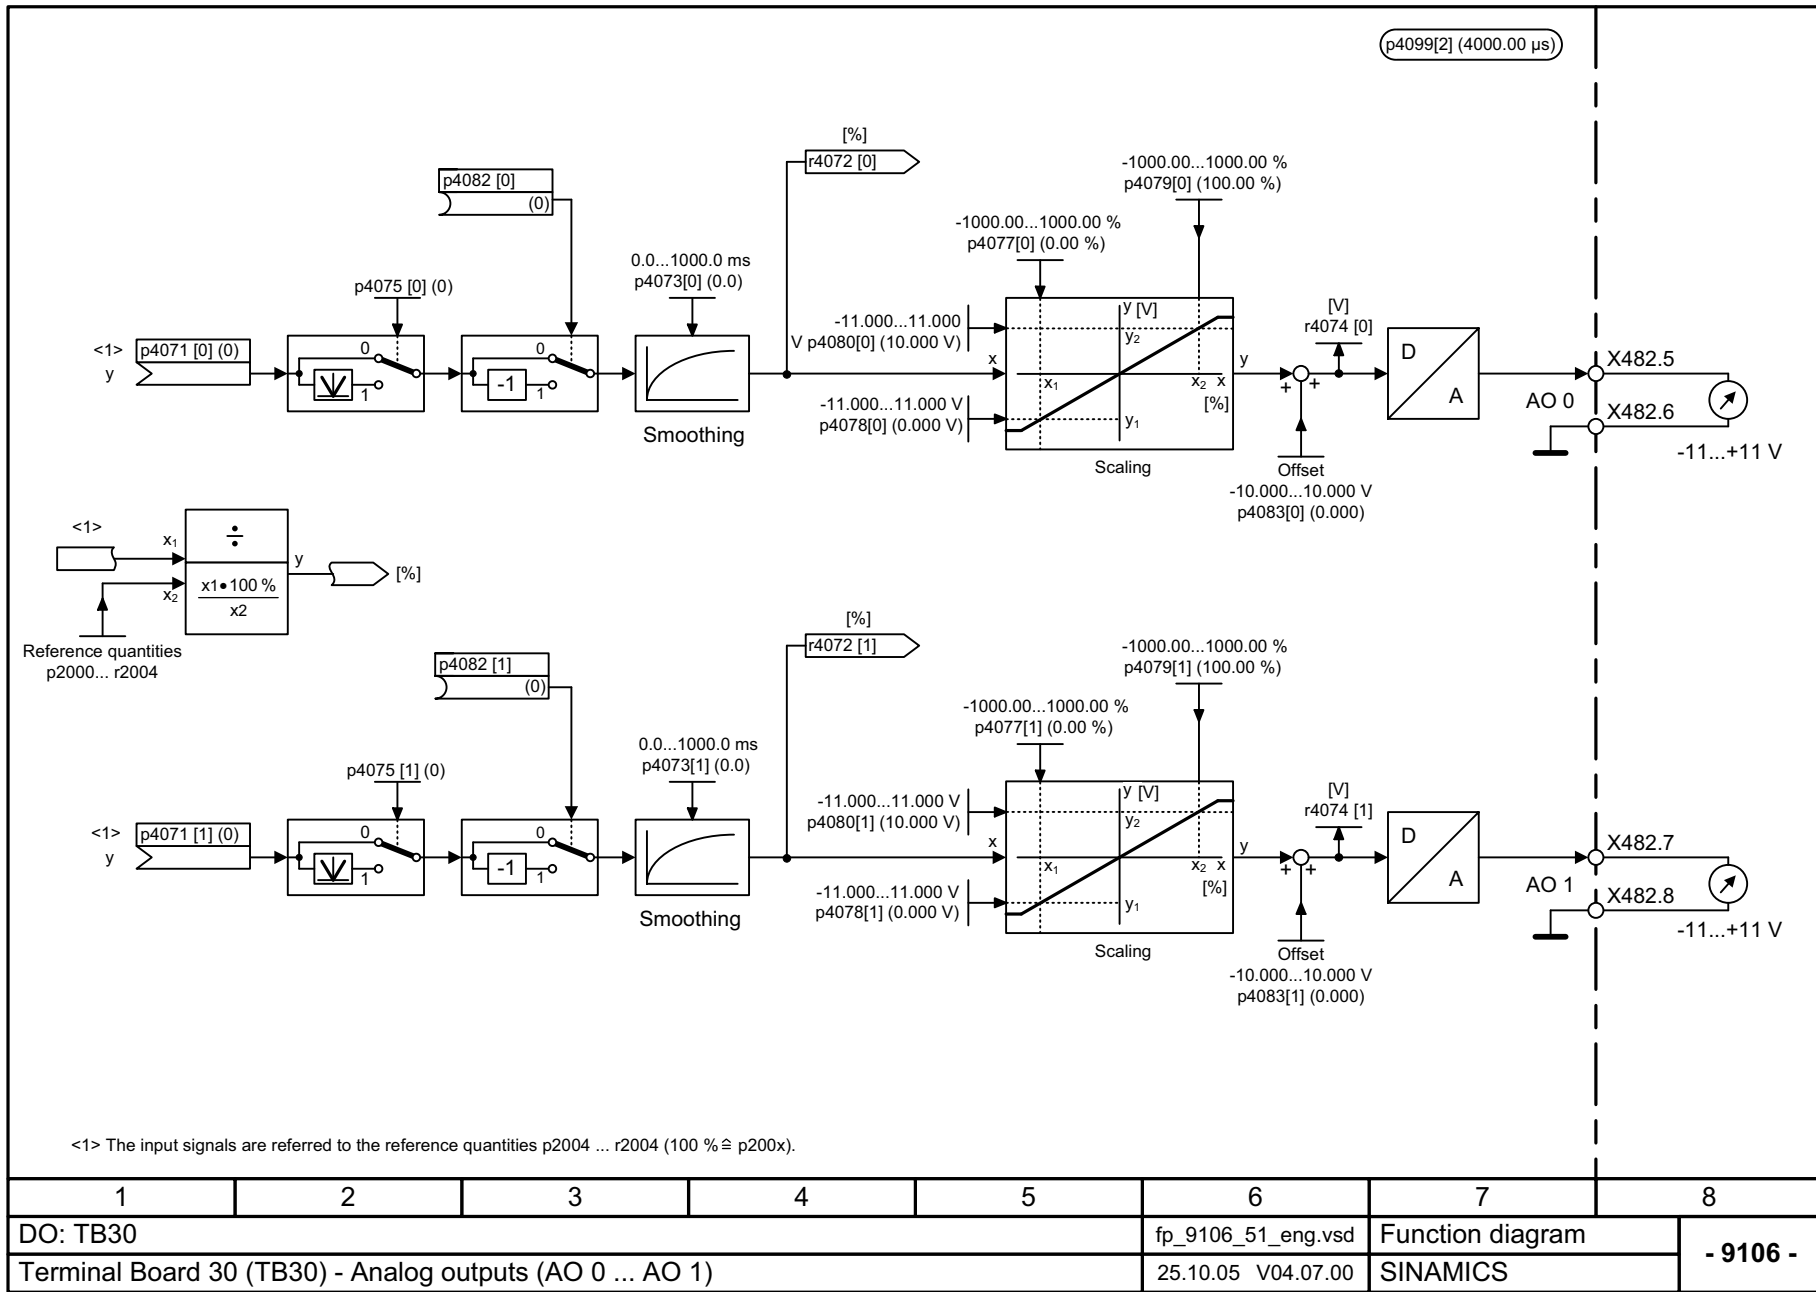 p4099[2] (4000.00 µs)
[%]
r4072 [0]
-1000.00...1000.00 %
p4079[0] (100.00 %)
p4082 [0]
(0)
-1000.00...1000.00 %
p4077[0] (0.00 %)
0.0...1000.0 ms
p4073[0] (0.0)
p4075 [0] (0)
-11.000...11.000
V p4080[0] (10.000 V)
y [V]
y2
[V]
r4074 [0]
<1>
p4071 [0] (0)
y
0
1
0
-1
1
x
x1
x2
x
[%]
y
+
+
D
A
AO 0
X482.5
X482.6
-11...+11 V
-11.000...11.000 V
p4078[0] (0.000 V)
y1
Smoothing
Scaling
Offset
-10.000...10.000 V
p4083[0] (0.000)
<1>
x1
÷
y
[%]
x2
x1•100 %
x2
Reference quantities
p2000... r2004
[%]
r4072 [1]
-1000.00...1000.00 %
p4079[1] (100.00 %)
p4082 [1]
(0)
-1000.00...1000.00 %
p4077[1] (0.00 %)
0.0...1000.0 ms
p4073[1] (0.0)
p4075 [1] (0)
-11.000...11.000 V
p4080[1] (10.000 V)
y [V]
y2
[V]
r4074 [1]
<1>
p4071 [1] (0)
y
0
1
0
-1
1
x
x1
x2
x
[%]
y
+
+
D
A
AO 1
X482.7
X482.8
-11...+11 V
-11.000...11.000 V
p4078[1] (0.000 V)
y1
Smoothing
Scaling
Offset
-10.000...10.000 V
p4083[1] (0.000)
<1> The input signals are referred to the reference quantities p2004 ... r2004 (100 % ≙ p200x).
1 2 3 4 5 6 7 8
DO: TB30 fp_9106_51_eng.vsd Function diagram
- 9106 -
Terminal Board 30 (TB30) - Analog outputs (AO 0 ... AO 1) 25.10.05 V04.07.00 SINAMICS